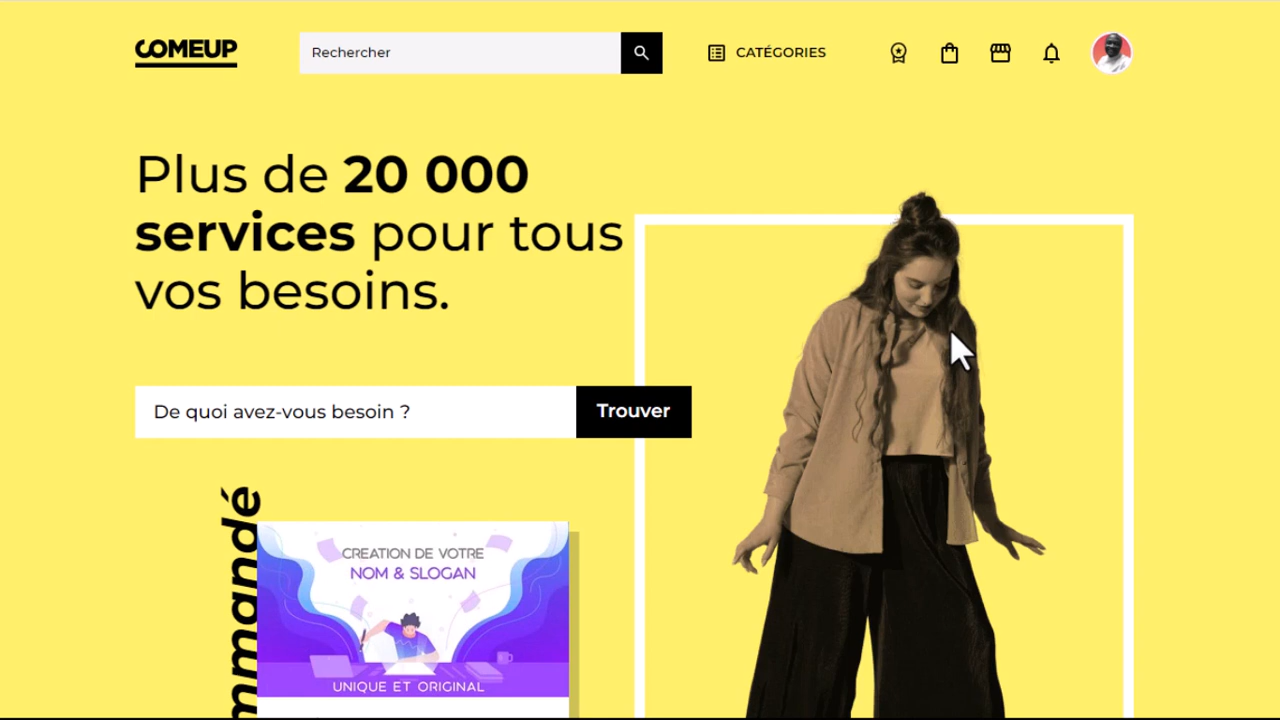 COMEUP
Rechercher
CATÉGORIES
Plus de 20 000
services pour tous
vos besoins.
De quoi avez-vous besoin ?
Trouver
mmandé
CREATION DE VOTRE
NOM & SLOGAN
UNIQUE ET ORIGINAL